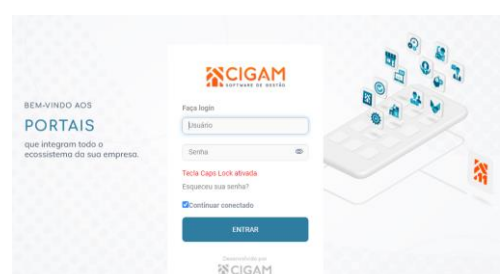 CIGAM
SOFTWARE DE GESTÃO
BEM-VINDO AOS
PORTAIS
que integram todo o
ecossistema da sua empresa.
Faça login
Usuário
Senha
Tecla Caps Lock ativada
Esqueceu sua senha?
Continuar conectado
ENTRAR
Desenvolvido por
CIGAM